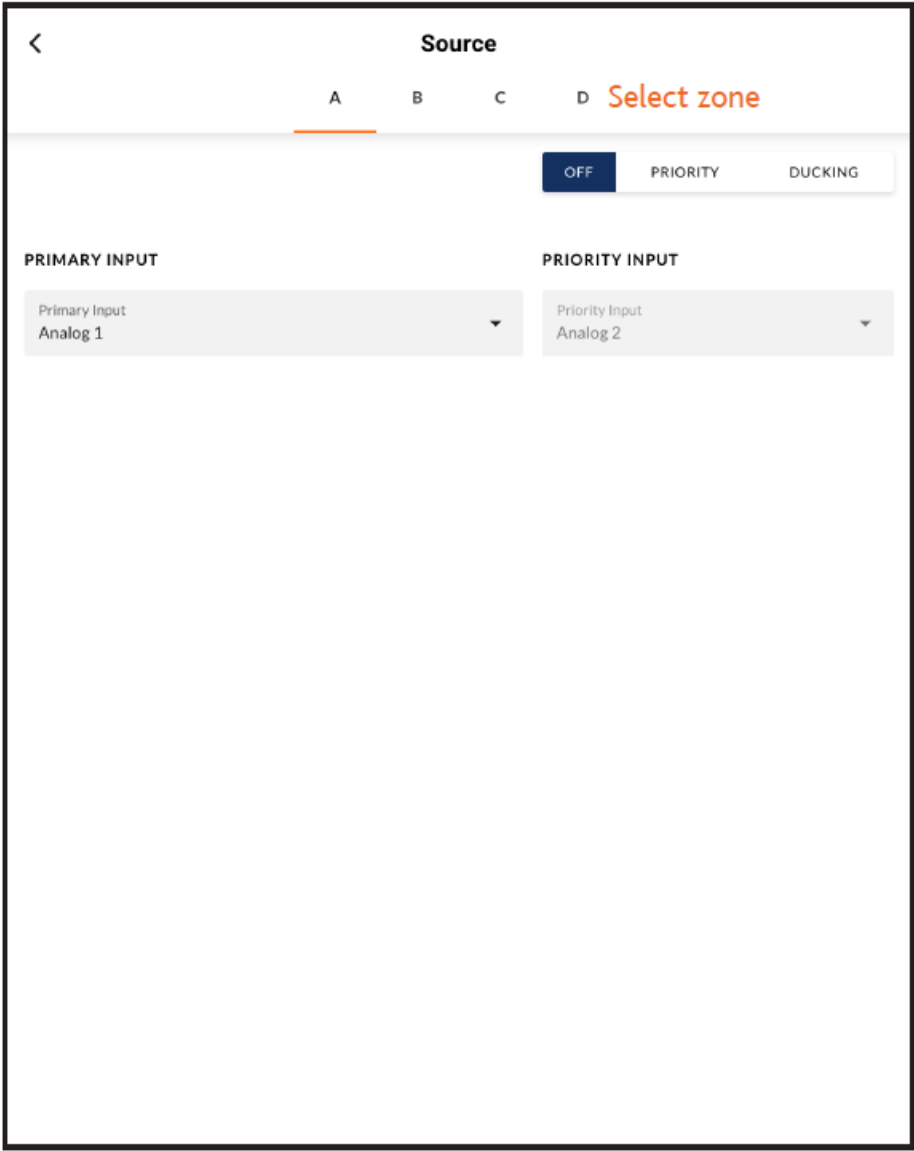 Source
A B C D Select zone
OFF PRIORITY DUCKING
PRIMARY INPUT PRIORITY INPUT
Primary Input Priority Input
Analog 1 Analog 2